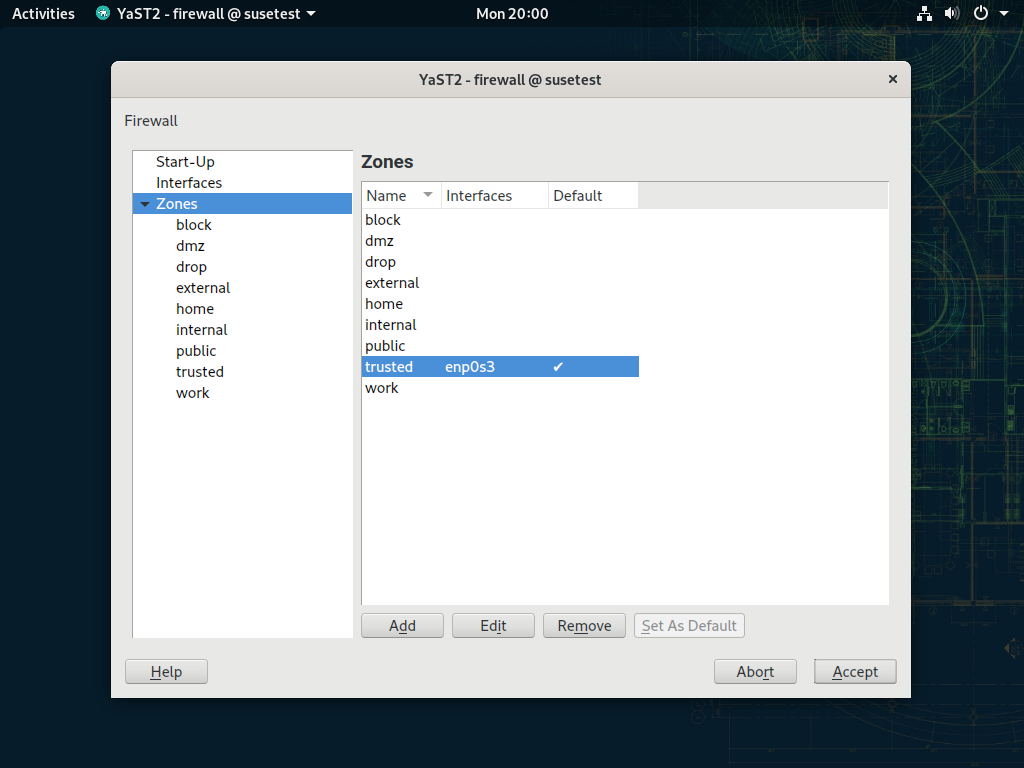 Activities YaST2 - firewall @ susetest Mon 20:00
YaST2 - firewall @ susetest
Firewall
Start-Up
Interfaces
Zones
block
dmz
drop
external
home
internal
public
trusted
work
Zones
Name Interfaces Default
block
dmz
drop
external
home
internal
public
trusted enp0s3 ✔
work
Add Edit Remove Set As Default
Help Abort Accept